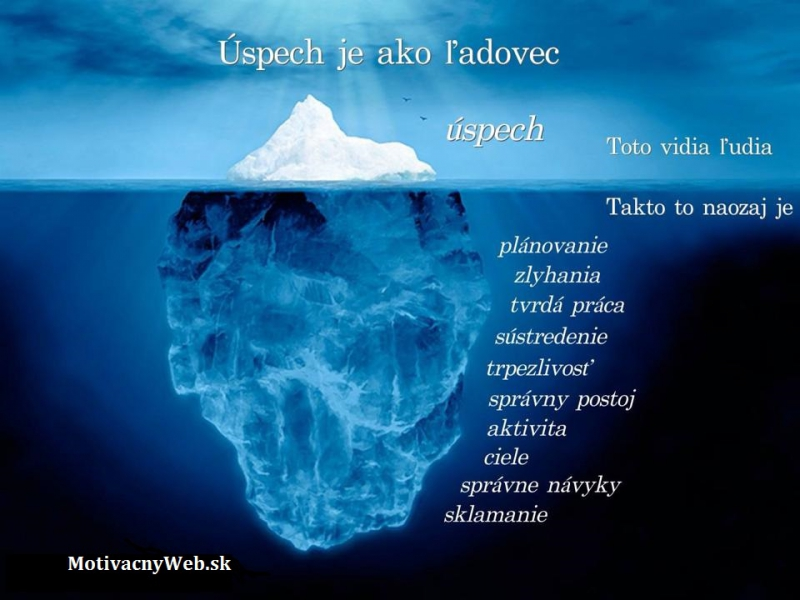 Úspech je ako ľadovec
úspech
Toto vidia ľudia
Takto to naozaj je
plánovanie
zlyhania
tvrdá práca
sústredenie
trpezlivosť
správny postoj
aktivita
ciele
správne návyky
sklamanie
MotivacnyWeb.sk